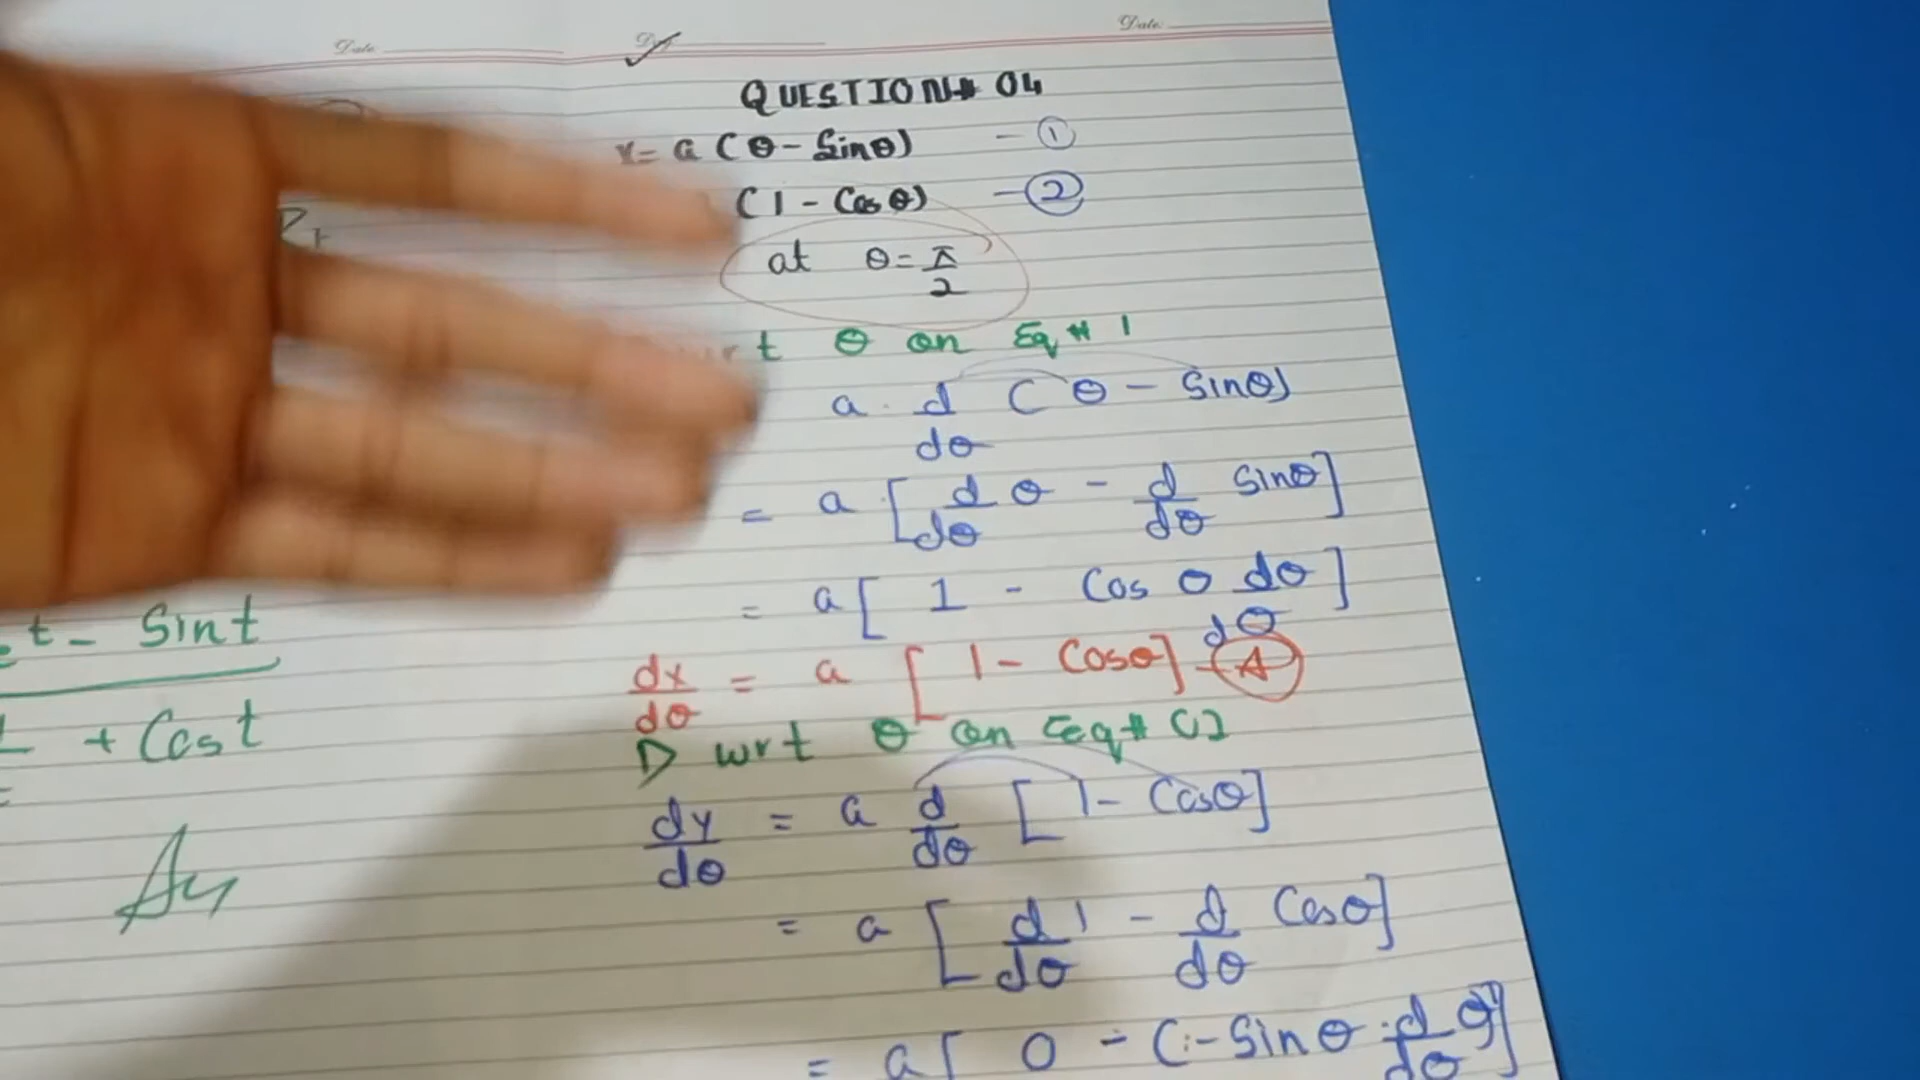 Date
Date
Date
QUESTION# 04
x= a (θ- Sinθ) - ①
(1 - Cosθ) - ②
at θ= π/2
wrt θ on Eq # 1
a . d/dθ ( θ - Sinθ)
= a [ d/dθ θ - d/dθ Sinθ]
= a [ 1 - Cos θ dθ/dθ ]
dx/dθ = a [ 1 - Cosθ] - A
D wrt θ on Eq#
dy/dθ = a d/dθ [ 1 - Cosθ]
= a [ d/dθ 1 - d/dθ Cosθ]
= a [ 0 - (-Sinθ . d/dθ θ)]
t - Sint
+ Cost